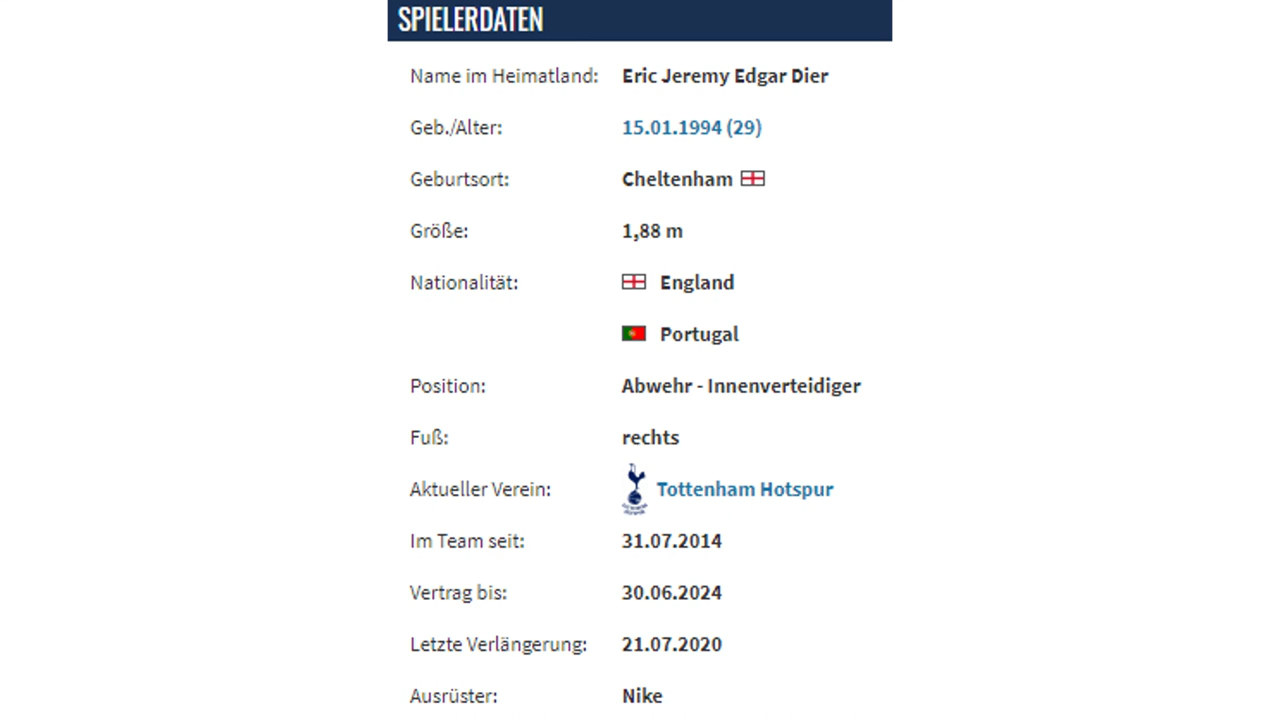 SPIELERDATEN
Name im Heimatland: Eric Jeremy Edgar Dier
Geb./Alter: 15.01.1994 (29)
Geburtsort: Cheltenham
Größe: 1,88 m
Nationalität: England
Portugal
Position: Abwehr - Innenverteidiger
Fuß: rechts
Aktueller Verein: Tottenham Hotspur
Im Team seit: 31.07.2014
Vertrag bis: 30.06.2024
Letzte Verlängerung: 21.07.2020
Ausrüster: Nike